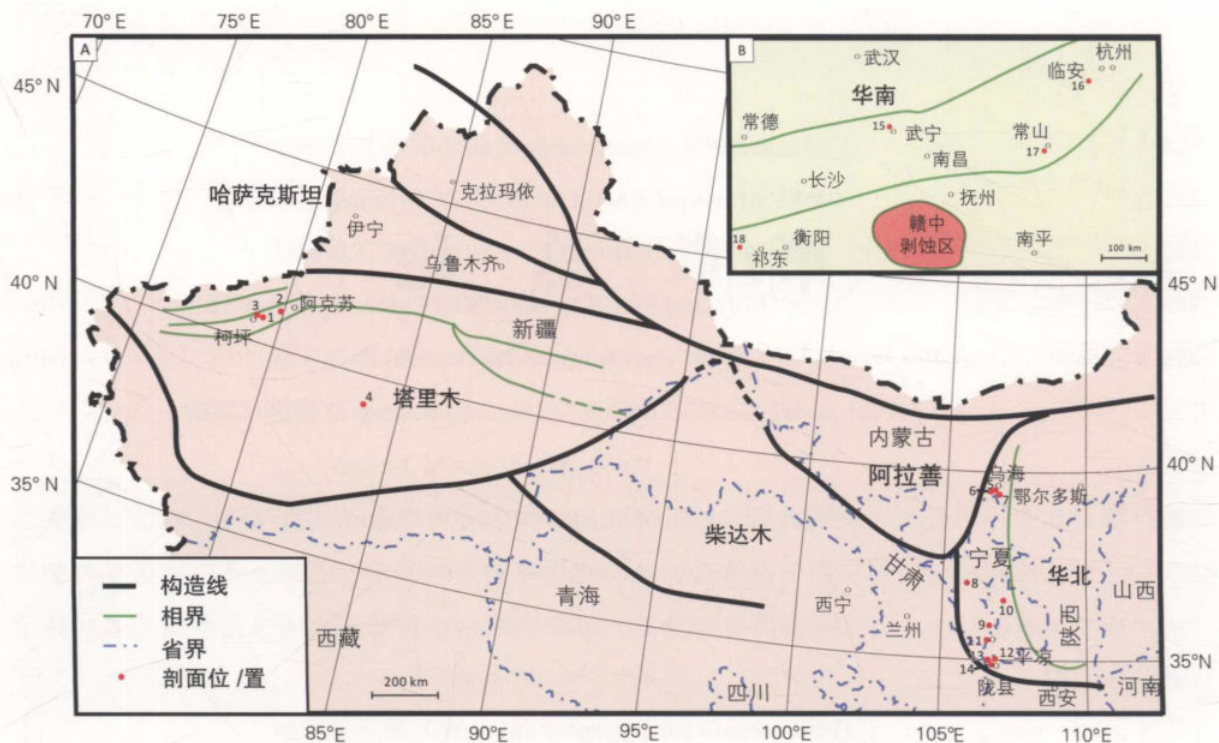 70°E
75°E
80°E
85°E
90°E
A
B
45°N
40°N
35°N
哈萨克斯坦
克拉玛依
伊宁
乌鲁木齐
阿克苏
3
2
1
柯坪
新疆
4
塔里木
武汉
杭州
临安
16
华南
常德
15
武宁
常山
17
南昌
长沙
抚州
赣中
剥蚀区
18
衡阳
祁东
南平
100 km
45°N
内蒙古
阿拉善
40°N
乌海
6
5
鄂尔多斯
柴达木
甘肃
宁夏
8
华北
山西
10
陕西
青海
西宁
兰州
9
11
12
13
平凉
14
35°N
陇县
西安
河南
西藏
四川
构造线
相界
省界
剖面位/置
200 km
85°E
90°E
95°E
100°E
105°E
110°E